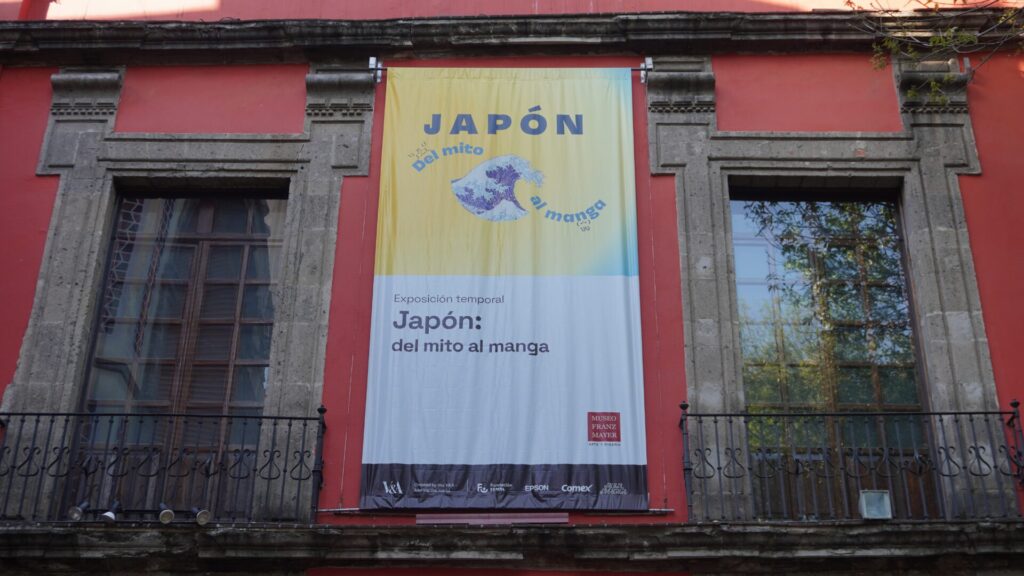 JAPÓN
Del mito
al manga
Exposición temporal
Japón:
del mito al manga
MUSEO
FRANZ
MAYER
V&A
EPSON
Comex